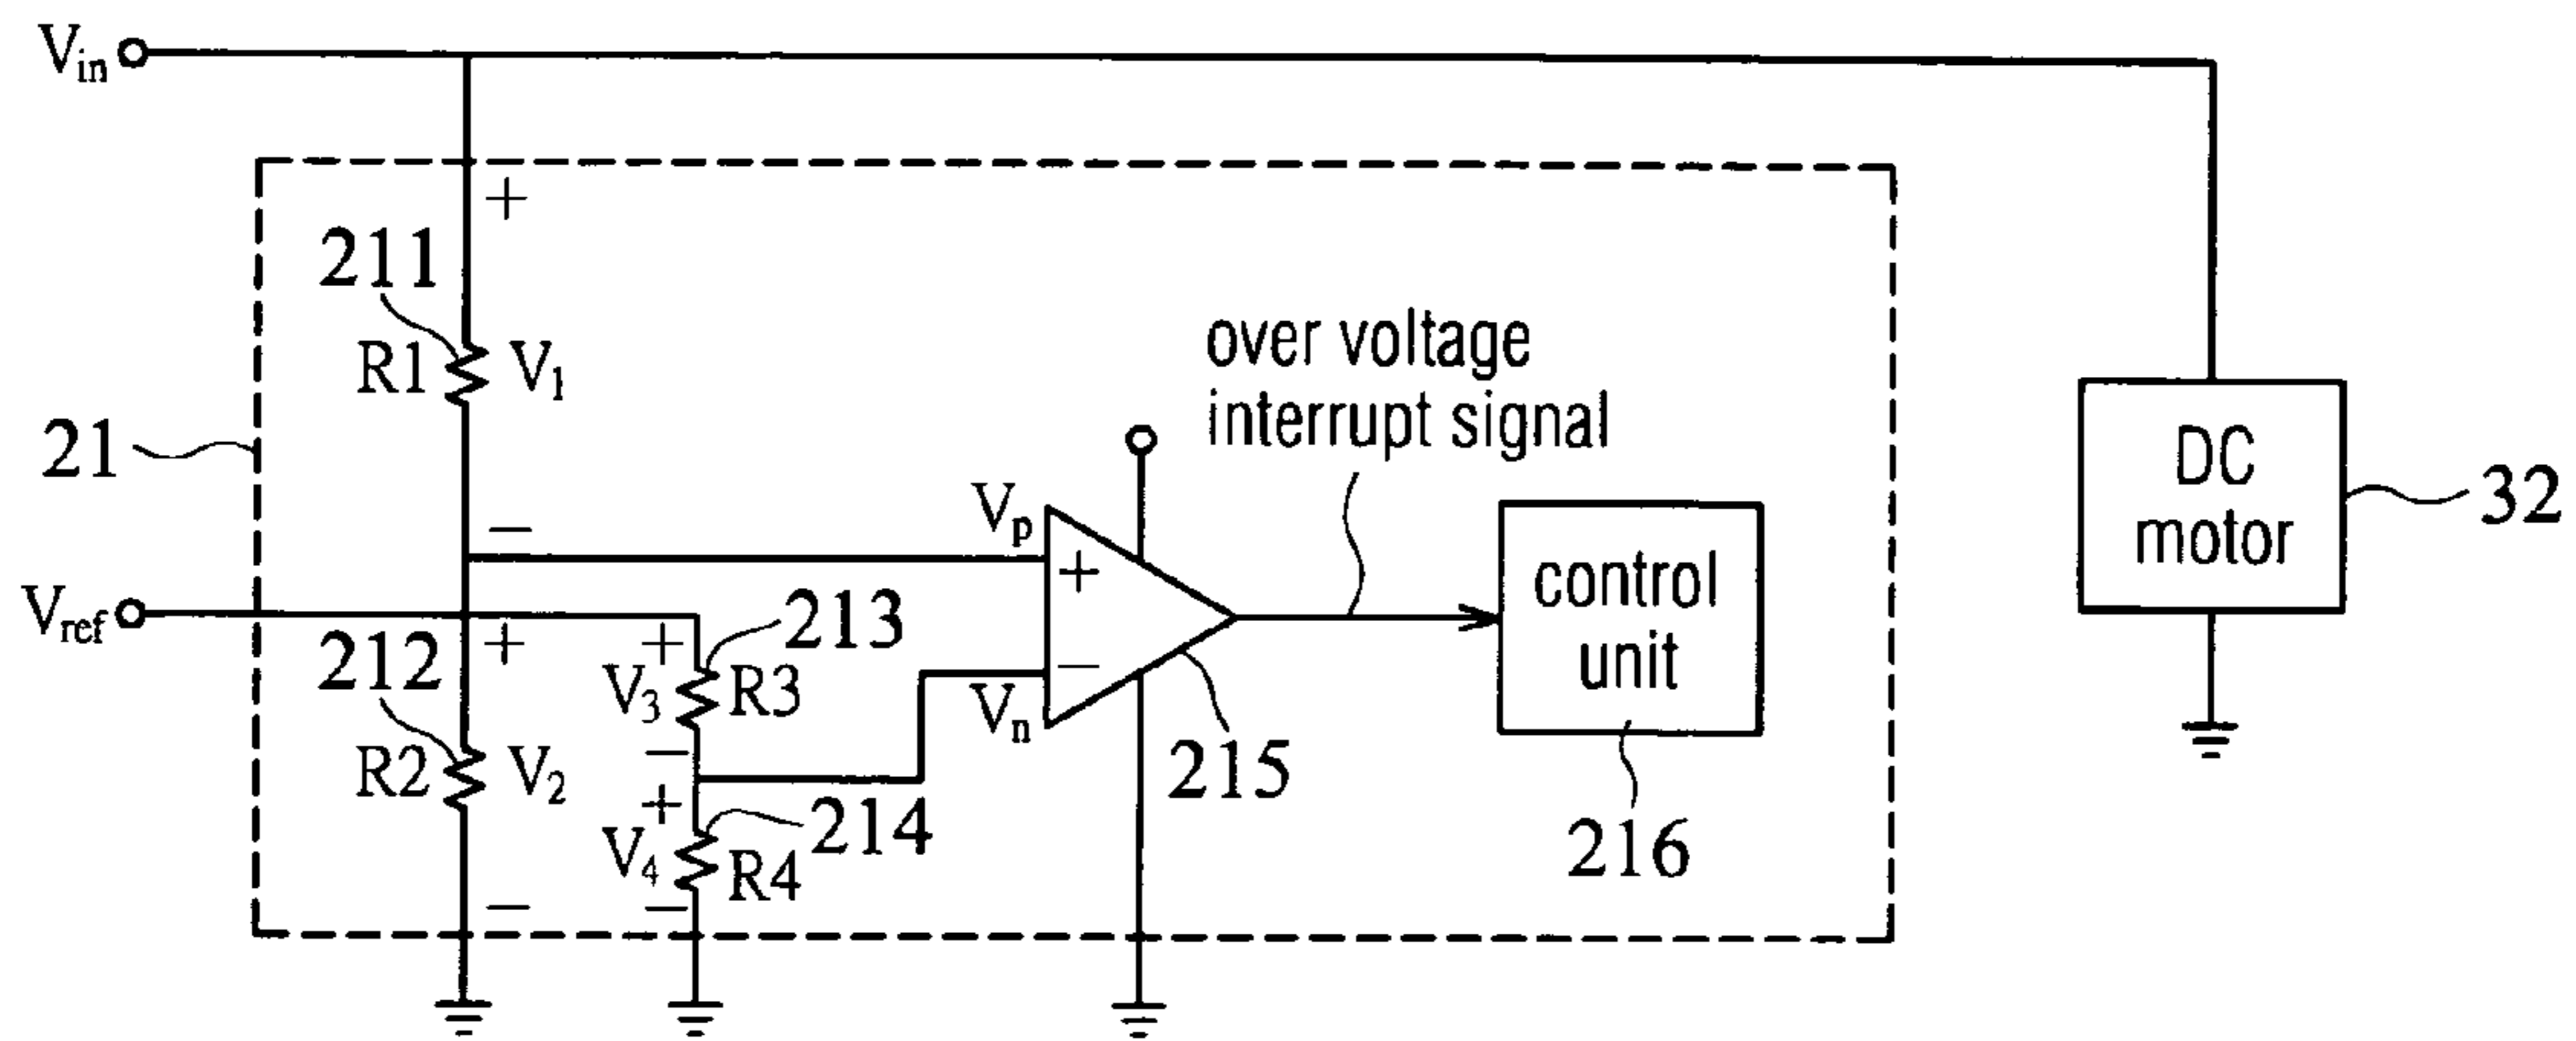 Vin
+
211
R1 V1
over voltage
interrupt signal
21
DC
motor
32
−
Vp
+
control
unit
Vref
+
+
213
212
V3
R3
−
Vn
−
215
R2 V2
+
214
V4
R4
216
−
−